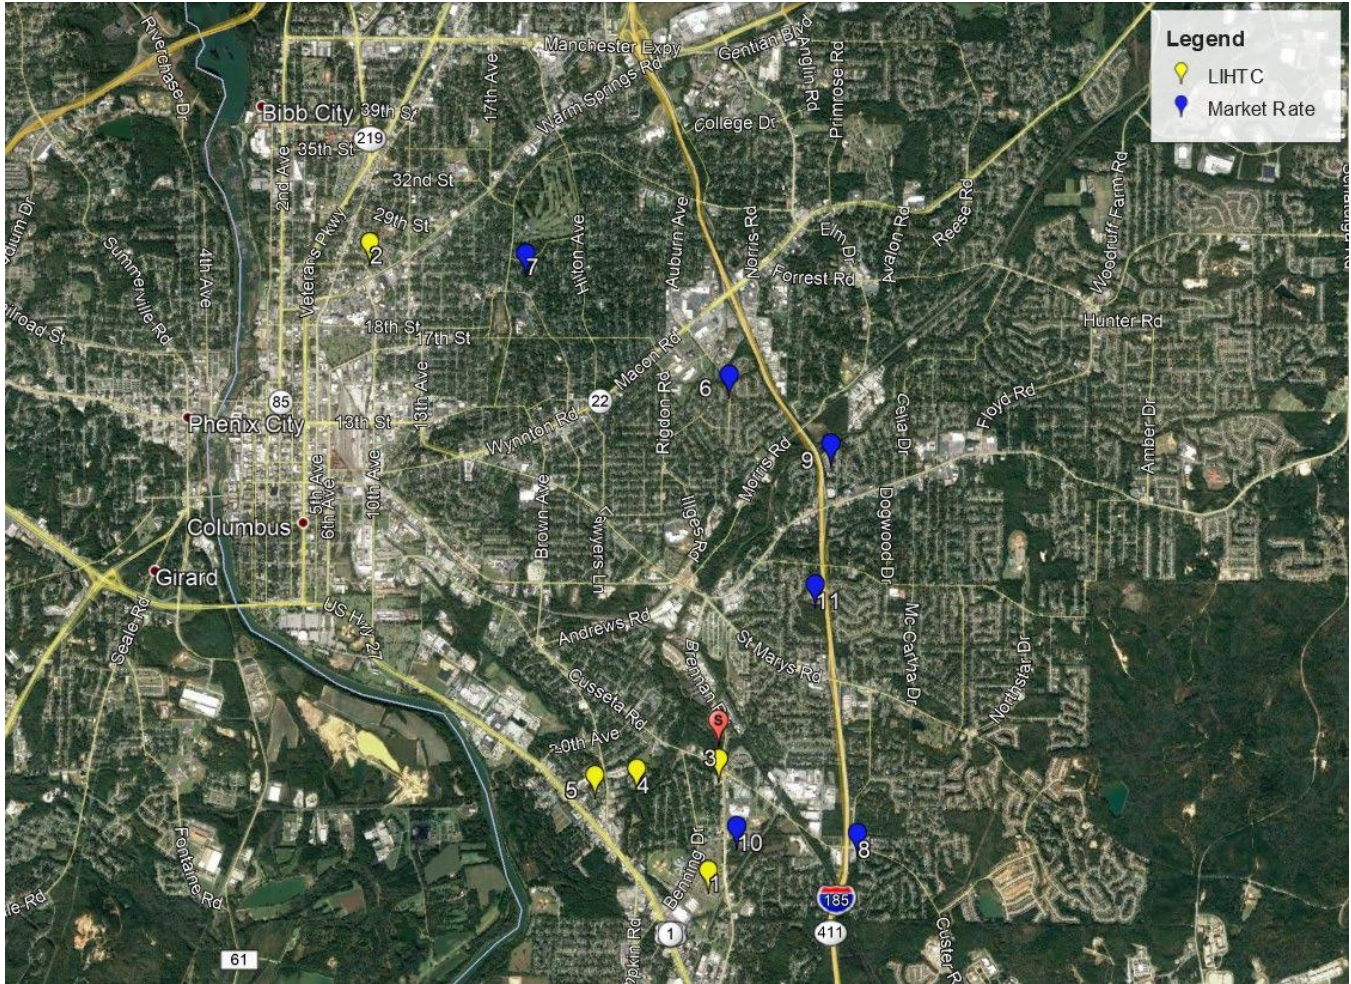 Legend
LIHTC
Market Rate
Manchester Expy
Gentian Blvd
Riverchase Dr
17th Ave
Warm Springs Rd
Anglin Rd
Primrose Rd
Bibb City
39th St
219
35th St
College Dr
2nd Ave
32nd St
29th St
Woodruff Farm Rd
Reese Rd
Summerville Rd
4th Ave
Veterans Pkwy
2
7
Hilton Ave
Auburn Ave
Norris Rd
Elm Dr
Avalon Rd
Forrest Rd
Hunter Rd
18th St
17th St
13th Ave
Macon Rd
6
22
Rigdon Rd
85
Phenix City
13th St
Wynnton Rd
Celia Dr
Floyd Rd
Amber Dr
9
Morris Rd
5th Ave
6th Ave
10th Ave
Columbus
Brown Ave
Lawyers Ln
Illges Rd
Dogwood Dr
Girard
11
Seale Rd
US Hwy 27
Andrews Rd
St Marys Rd
Mc Cartha Dr
Northstar Dr
Cusseta Rd
S
3
5
4
10
8
1
Fontaine Rd
Benning Dr
185
1
411
61